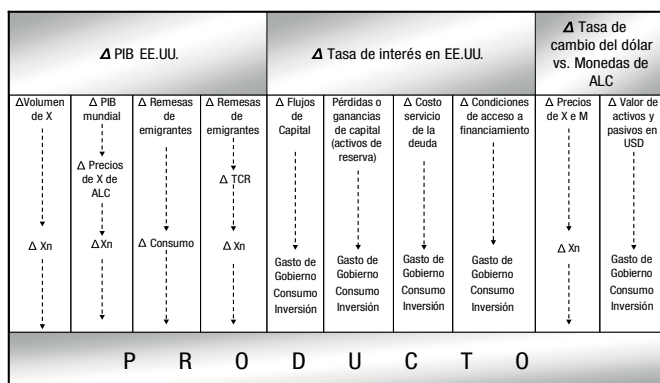 Δ PIB EE.UU.
Δ Tasa de interés en EE.UU.
Δ Tasa de
cambio del dólar
vs. Monedas de
ALC
ΔVolumen
de X
Δ Xn
Δ PIB
mundial
Δ Precios
de X de ALC
ΔXn
Δ Remesas
de
emigrantes
Δ Consumo
Δ Remesas
de
emigrantes
Δ TCR
Δ Xn
Δ Flujos
de
Capital
Gasto de
Gobierno
Consumo
Inversión
Pérdidas o
ganancias
de capital
(activos de
reserva)
Gasto de
Gobierno
Consumo
Inversión
Δ Costo
servicio
de la
deuda
Gasto de
Gobierno
Consumo
Inversión
Δ Condiciones
de acceso a
financiamiento
Gasto de
Gobierno
Consumo
Inversión
Δ Precios
de X e M
Δ Xn
Δ Valor de
activos y
pasivos en
USD
Gasto de
Gobierno
Consumo
Inversión
P R O D U C T O